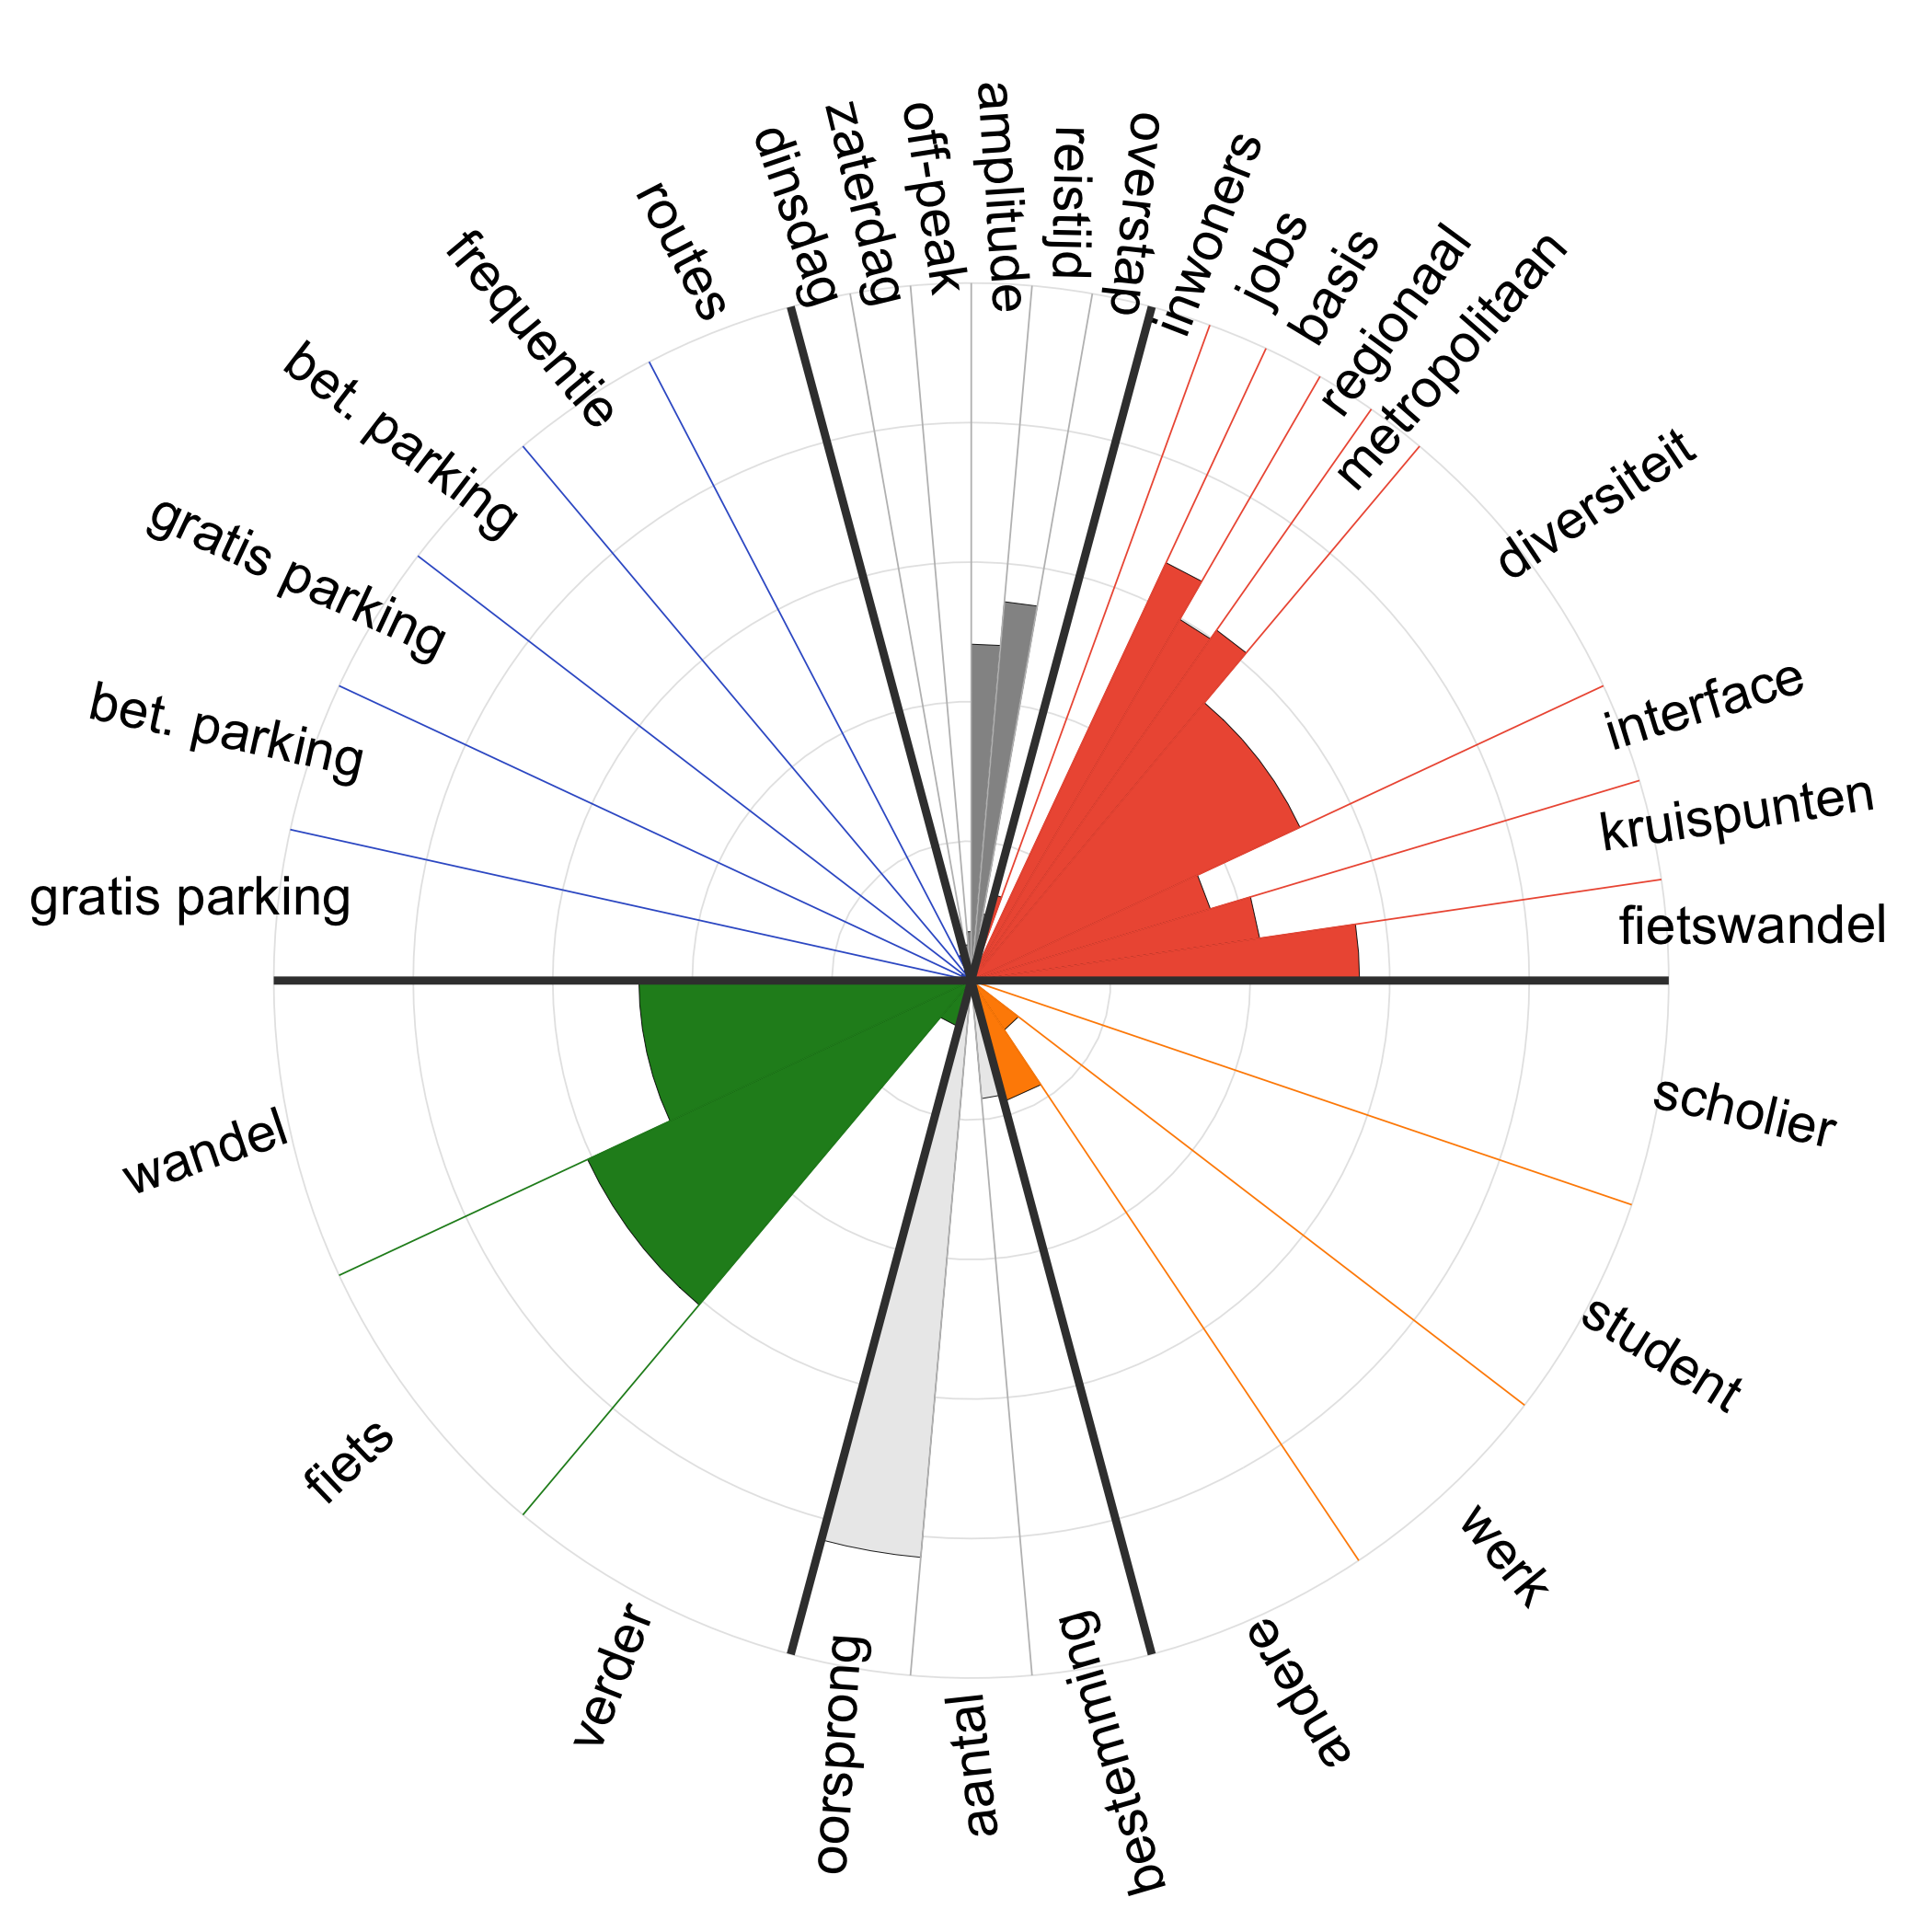 dinsdag
zaterdag
off-peak
amplitude
reistijd
overstap
inwoners
jobs
basis
regionaal
metropolitaan
diversiteit
interface
kruispunten
fietswandel
scholier
student
werk
andere
bestemming
aantal
oorsprong
verder
fiets
wandel
gratis parking
bet. parking
gratis parking
bet. parking
frequentie
routes